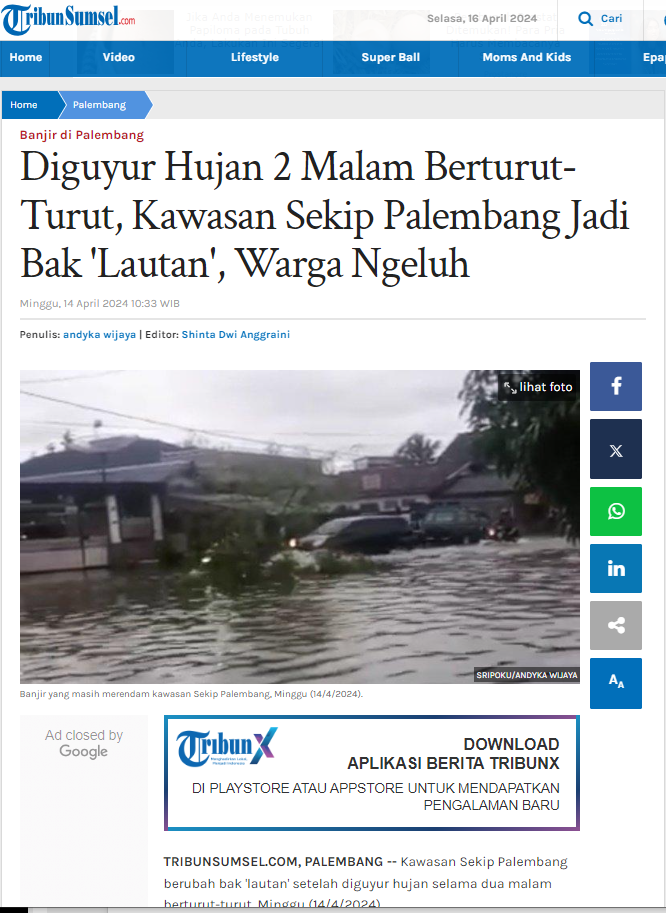 TribunSumsel.com
Selasa, 16 April 2024
Cari
Home Video Lifestyle Super Ball Moms And Kids Epa
Home Palembang
Banjir di Palembang
Diguyur Hujan 2 Malam Berturut-
Turut, Kawasan Sekip Palembang Jadi
Bak 'Lautan', Warga Ngeluh
Minggu, 14 April 2024 10:33 WIB
Penulis: andyka wijaya | Editor: Shinta Dwi Anggraini
lihat foto
SRIPOKU/ANDYKA WIJAYA
Banjir yang masih merendam kawasan Sekip Palembang, Minggu (14/4/2024).
AA
Ad closed by
Google
TribunX
DOWNLOAD
APLIKASI BERITA TRIBUNX
DI PLAYSTORE ATAU APPSTORE UNTUK MENDAPATKAN
PENGALAMAN BARU
TRIBUNSUMSEL.COM, PALEMBANG -- Kawasan Sekip Palembang
berubah bak 'lautan' setelah diguyur hujan selama dua malam
berturut-turut, Minggu (14/4/2024).